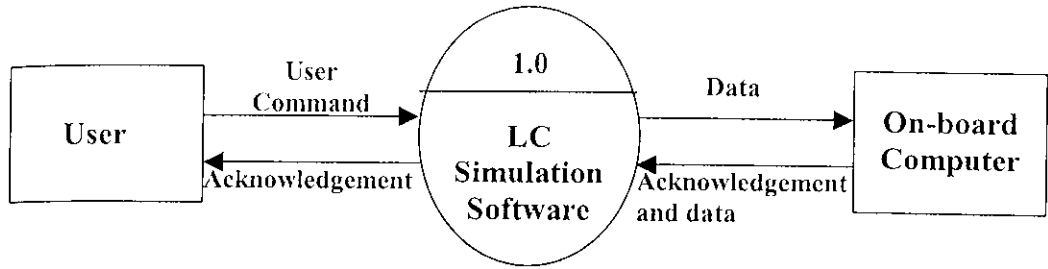 User
User
Command
Acknowledgement
1.0
LC
Simulation
Software
Data
Acknowledgement
and data
On-board
Computer